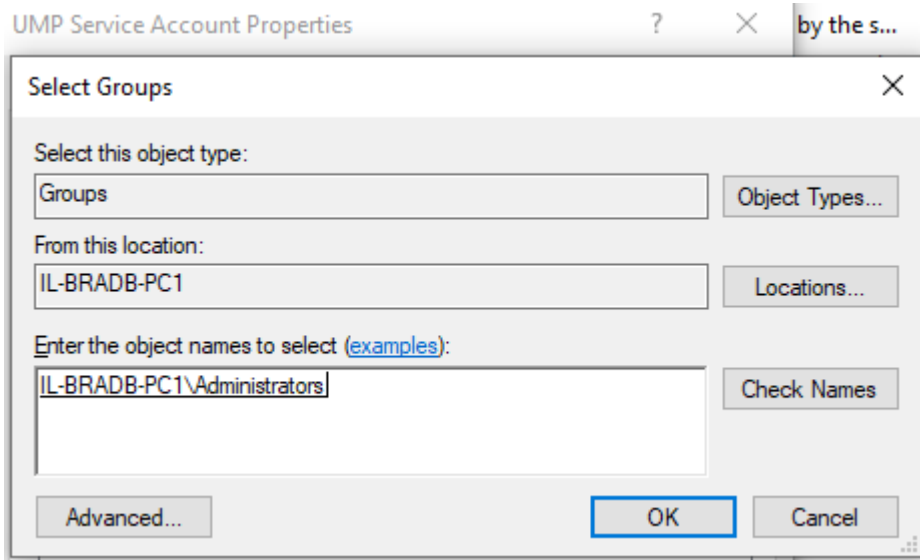 UMP Service Account Properties ? by the s...
Select Groups
Select this object type:
Groups
Object Types...
From this location:
IL-BRADB-PC1
Locations...
Enter the object names to select (examples):
IL-BRADB-PC1\Administrators
Check Names
Advanced...
OK
Cancel